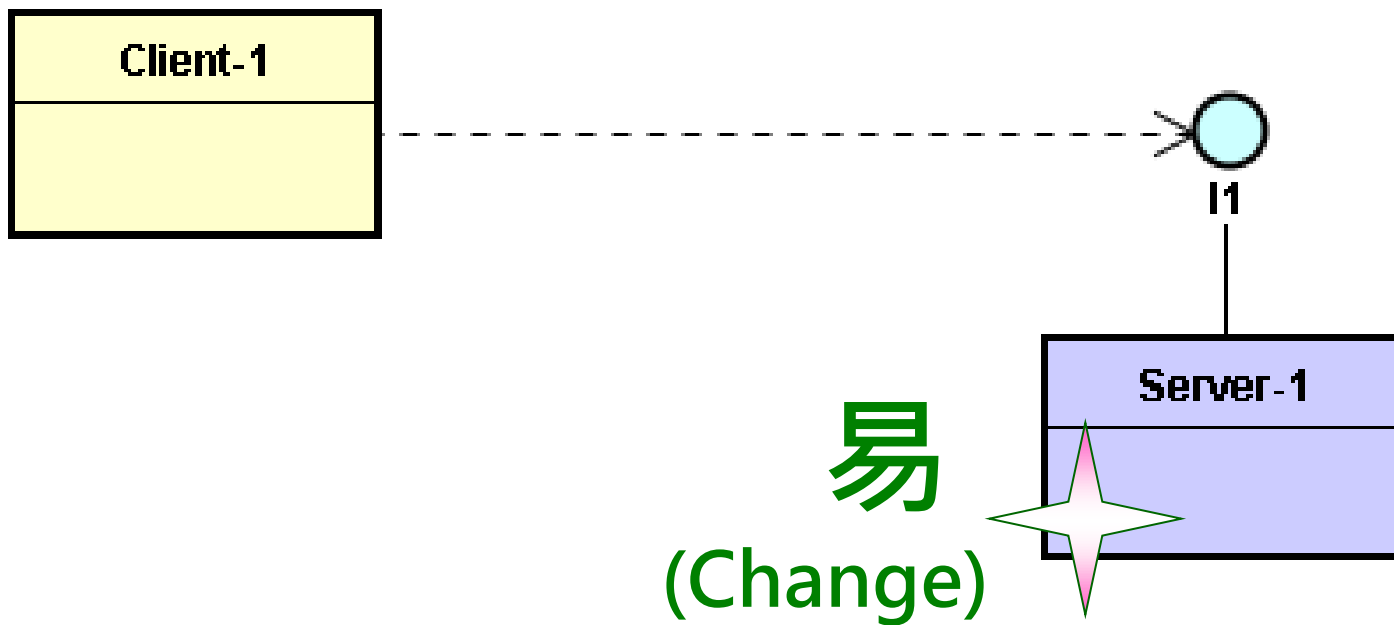 Client-1
I1
Server-1
易
(Change)